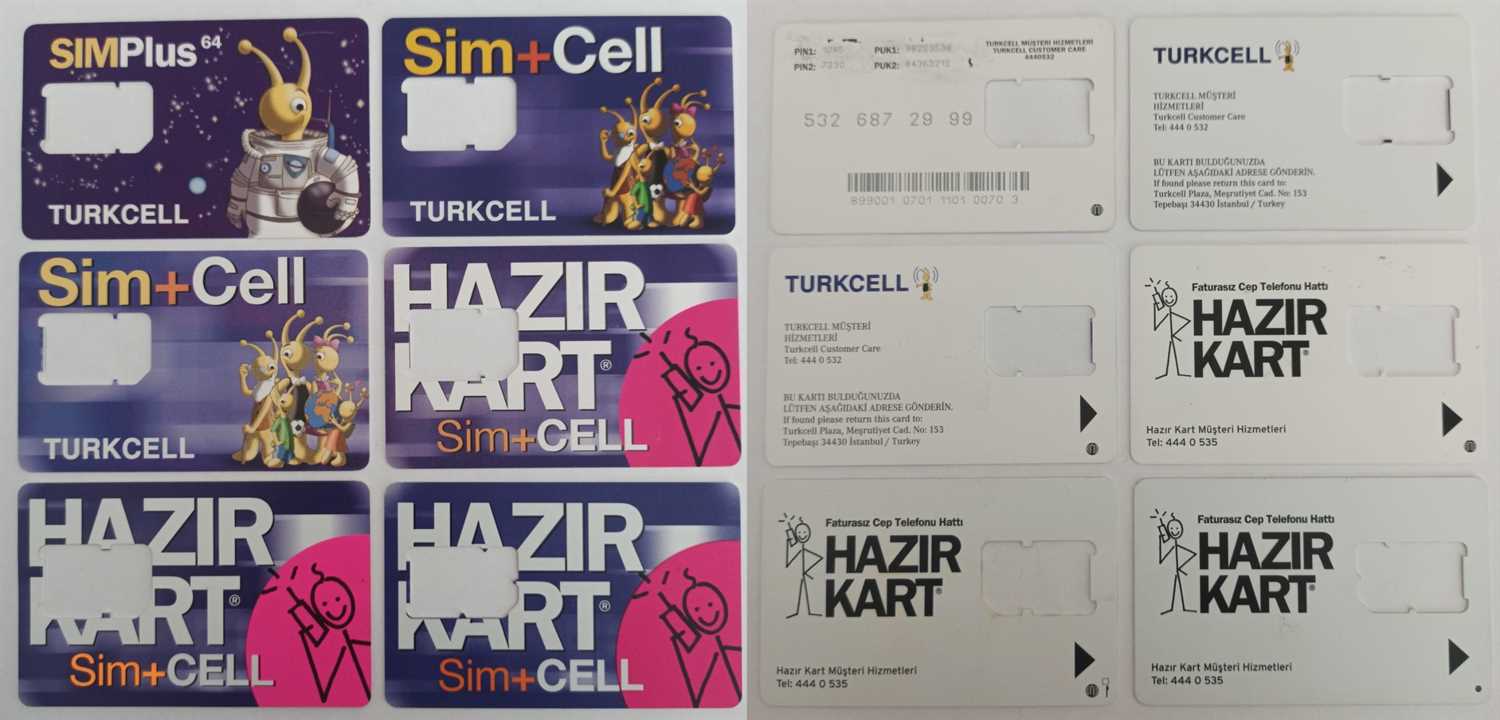 SIMPlus 64
TURKCELL
Sim+Cell
TURKCELL
Sim+Cell
TURKCELL
HAZIR
KART®
Sim+CELL
HAZIR
KART®
Sim+CELL
HAZIR
KART®
Sim+CELL
PIN1:
PUK1:
PIN2:
PUK2:
TURKCELL MÜŞTERİ HİZMETLERİ
TURKCELL CUSTOMER CARE
4440532
532 687 29 99
899001 0701 1101 0070 3
TURKCELL
TURKCELL MÜŞTERİ
HİZMETLERİ
Turkcell Customer Care
Tel: 444 0 532
BU KARTI BULDUĞUNUZDA
LÜTFEN AŞAĞIDAKİ ADRESE GÖNDERİN.
If found please return this card to:
Turkcell Plaza, Meşrutiyet Cad. No: 153
Tepebaşı 34430 İstanbul / Turkey
TURKCELL
TURKCELL MÜŞTERİ
HİZMETLERİ
Turkcell Customer Care
Tel: 444 0 532
BU KARTI BULDUĞUNUZDA
LÜTFEN AŞAĞIDAKİ ADRESE GÖNDERİN.
If found please return this card to:
Turkcell Plaza, Meşrutiyet Cad. No: 153
Tepebaşı 34430 İstanbul / Turkey
Faturasız Cep Telefonu Hattı
HAZIR
KART®
Hazır Kart Müşteri Hizmetleri
Tel: 444 0 535
Faturasız Cep Telefonu Hattı
HAZIR
KART®
Hazır Kart Müşteri Hizmetleri
Tel: 444 0 535
Faturasız Cep Telefonu Hattı
HAZIR
KART®
Hazır Kart Müşteri Hizmetleri
Tel: 444 0 535